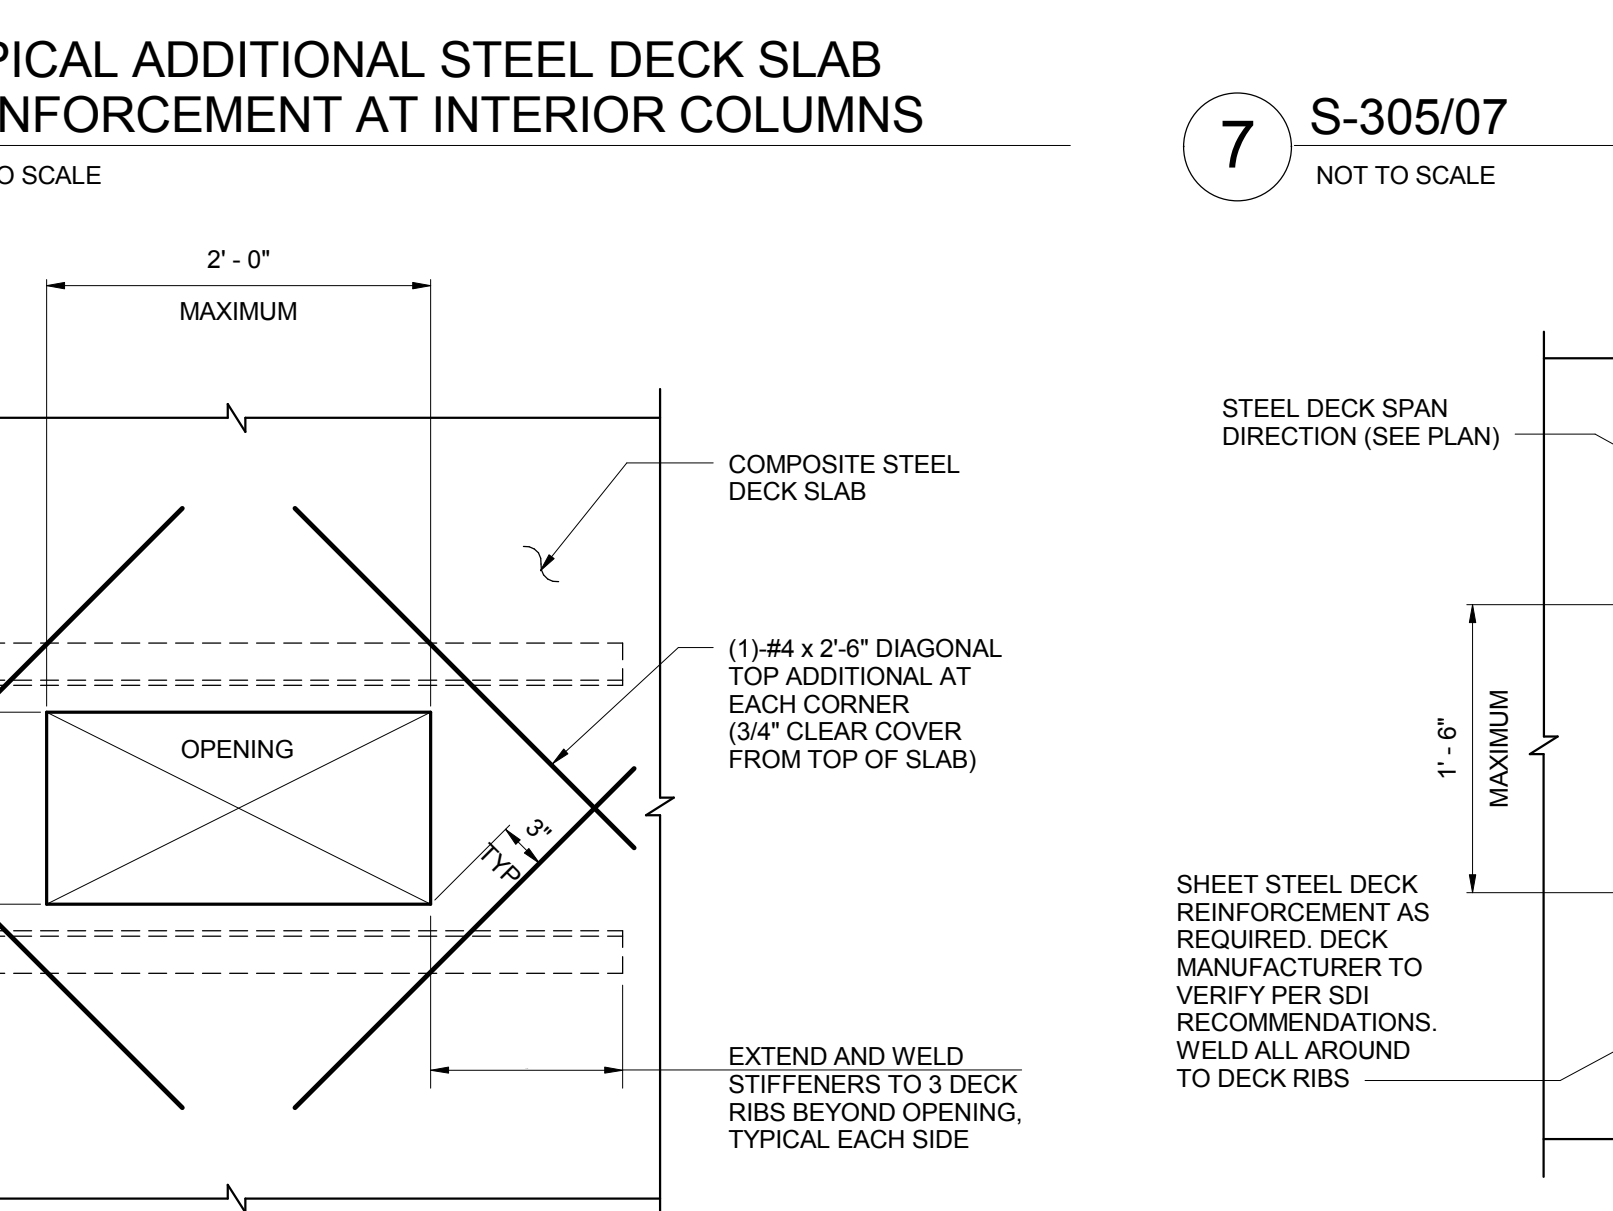 PICAL ADDITIONAL STEEL DECK SLAB
NFORCEMENT AT INTERIOR COLUMNS
O SCALE
7
S-305/07
NOT TO SCALE
2' - 0"
MAXIMUM
COMPOSITE STEEL
DECK SLAB
(1)-#4 x 2'-6" DIAGONAL
TOP ADDITIONAL AT
EACH CORNER
(3/4" CLEAR COVER
FROM TOP OF SLAB)
OPENING
3"
TYP
EXTEND AND WELD
STIFFENERS TO 3 DECK
RIBS BEYOND OPENING,
TYPICAL EACH SIDE
STEEL DECK SPAN
DIRECTION (SEE PLAN)
1' - 6"
MAXIMUM
SHEET STEEL DECK
REINFORCEMENT AS
REQUIRED. DECK
MANUFACTURER TO
VERIFY PER SDI
RECOMMENDATIONS.
WELD ALL AROUND
TO DECK RIBS